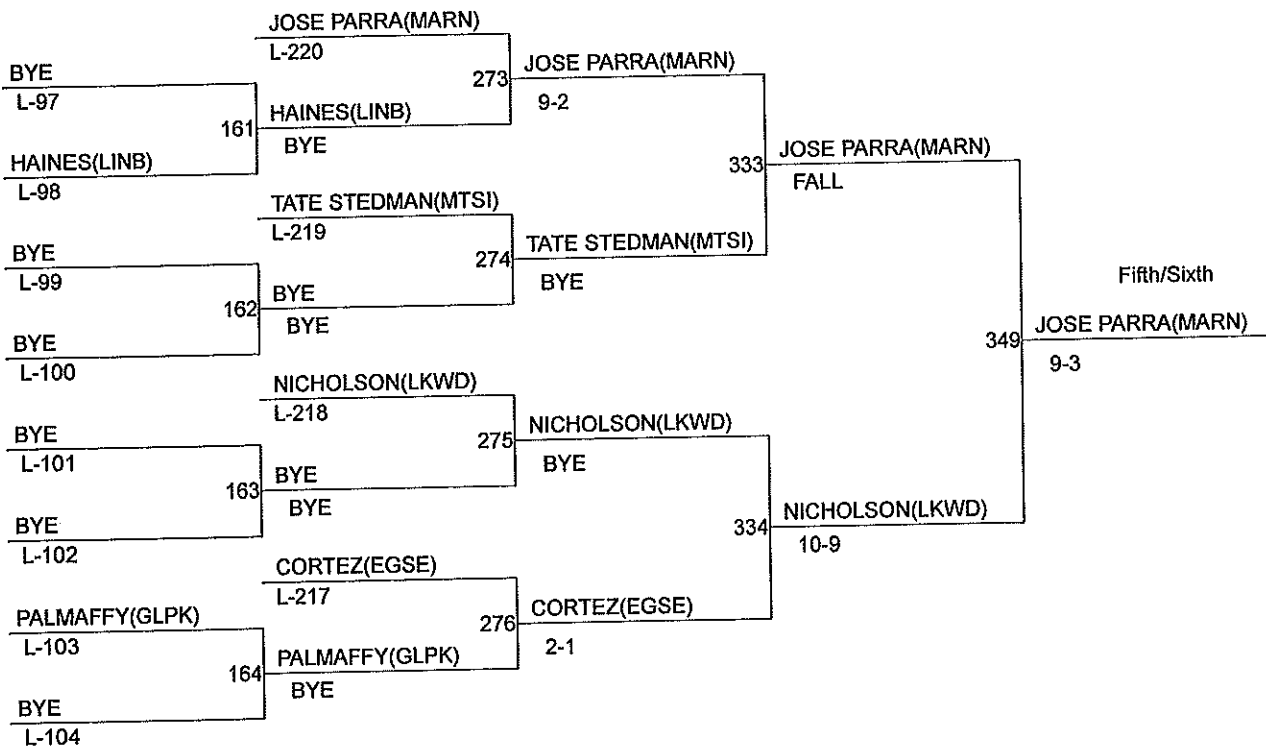 JOSE PARRA(MARN)
L-220
BYE
L-97
273
JOSE PARRA(MARN)
9-2
161
HAINES(LINB)
BYE
HAINES(LINB)
L-98
333
JOSE PARRA(MARN)
FALL
TATE STEDMAN(MTSI)
L-219
BYE
L-99
274
TATE STEDMAN(MTSI)
BYE
162
BYE
BYE
BYE
L-100
Fifth/Sixth
349
JOSE PARRA(MARN)
9-3
NICHOLSON(LKWD)
L-218
BYE
L-101
275
NICHOLSON(LKWD)
BYE
163
BYE
BYE
BYE
L-102
334
NICHOLSON(LKWD)
10-9
CORTEZ(EGSE)
L-217
PALMAFFY(GLPK)
L-103
276
CORTEZ(EGSE)
2-1
164
PALMAFFY(GLPK)
BYE
BYE
L-104